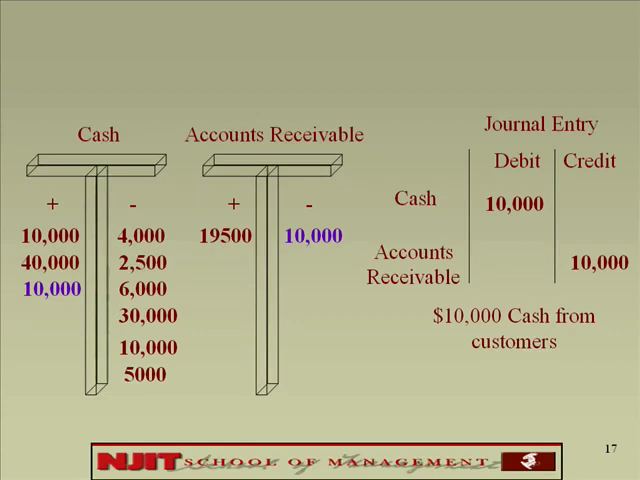 Cash
Accounts Receivable
Journal Entry
Debit Credit
+ -
+ -
10,000 4,000
40,000 2,500
10,000 6,000
30,000
10,000
5000
19500 10,000
Cash 10,000
Accounts
Receivable 10,000
$10,000 Cash from
customers
17
NJIT SCHOOL OF MANAGEMENT